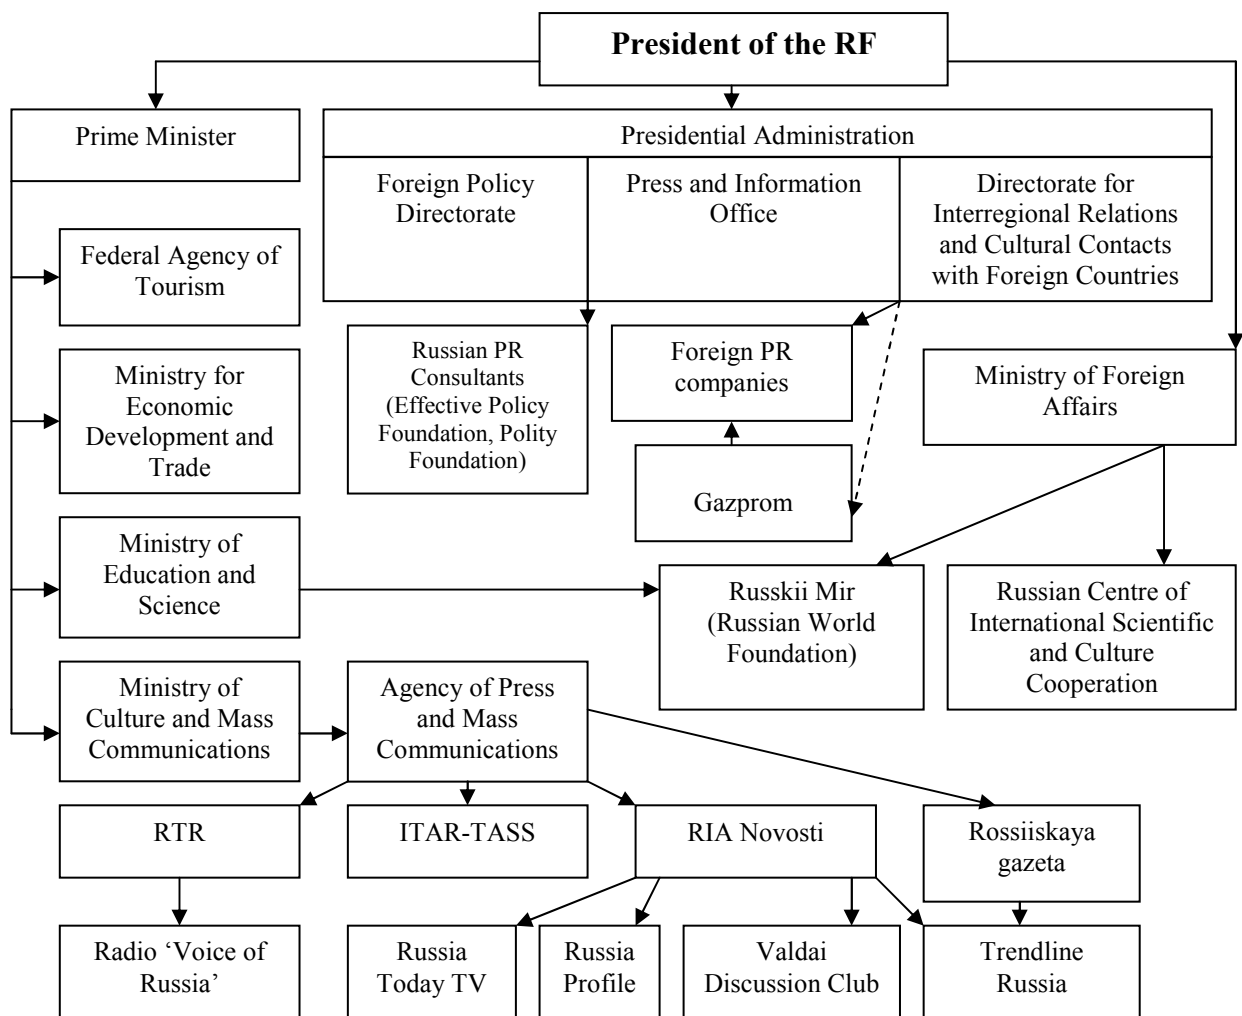 President of the RF
Prime Minister
Presidential Administration
Foreign Policy
Directorate
Press and Information
Office
Directorate for
Interregional Relations
and Cultural Contacts
with Foreign Countries
Federal Agency of
Tourism
Russian PR
Consultants
(Effective Policy
Foundation, Polity
Foundation)
Foreign PR
companies
Ministry of Foreign
Affairs
Ministry for
Economic
Development and
Trade
Gazprom
Ministry of
Education and
Science
Russkii Mir
(Russian World
Foundation)
Russian Centre of
International Scientific
and Culture
Cooperation
Ministry of
Culture and Mass
Communications
Agency of Press
and Mass
Communications
RTR
ITAR-TASS
RIA Novosti
Rossiiskaya
gazeta
Radio ‘Voice of
Russia’
Russia
Today TV
Russia
Profile
Valdai
Discussion Club
Trendline
Russia